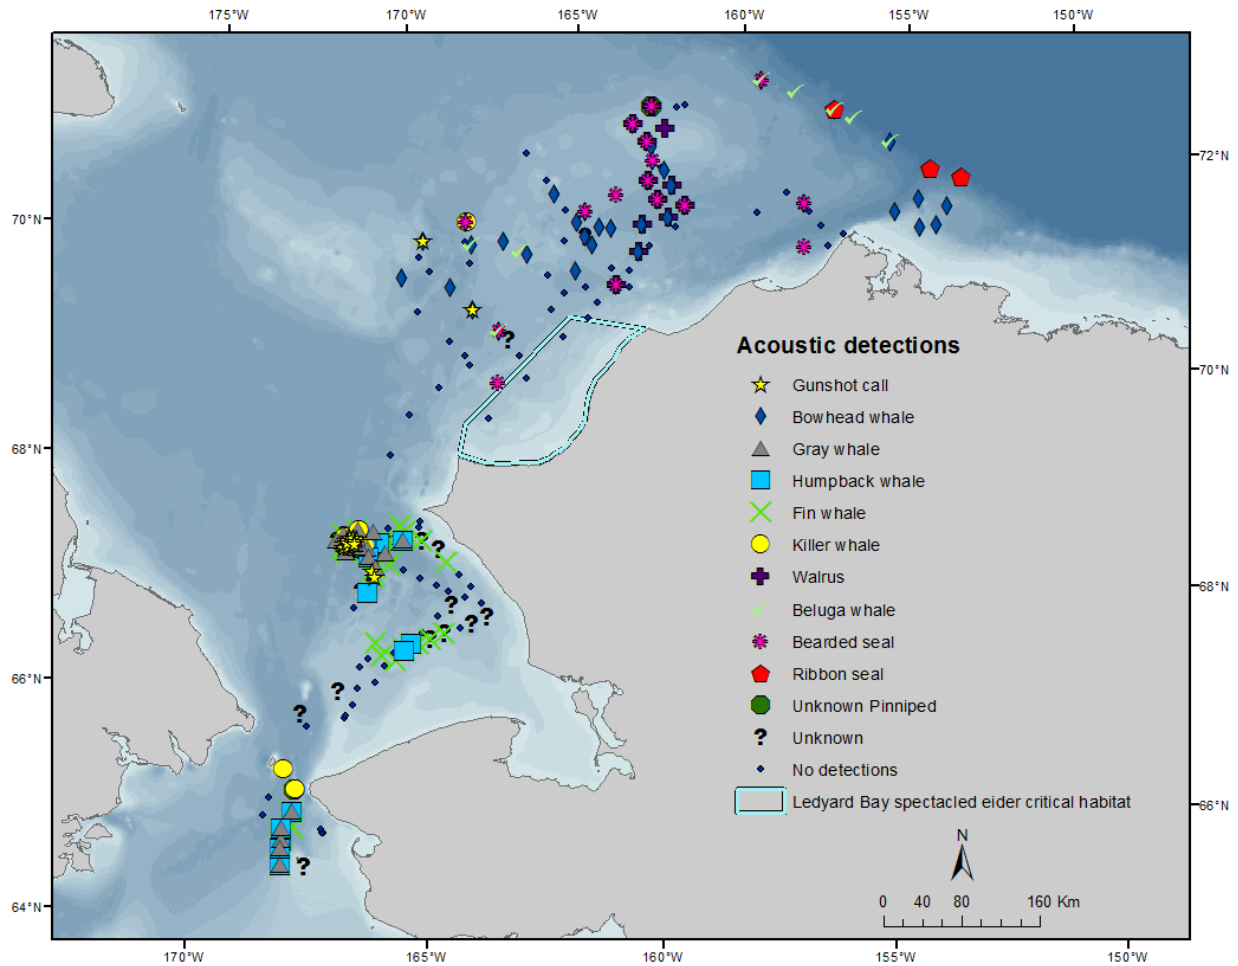 175°W 170°W 165°W 160°W 155°W 150°W
72°N
70°N
Acoustic detections
70°N
Gunshot call
Bowhead whale
68°N
Gray whale
Humpback whale
Fin whale
Killer whale
Walrus
68°N
Beluga whale
Bearded seal
Ribbon seal
66°N
Unknown Pinniped
? Unknown
No detections
Ledyard Bay spectacled eider critical habitat
66°N
N
0 40 80 160 Km
64°N
170°W 165°W 160°W 155°W 150°W